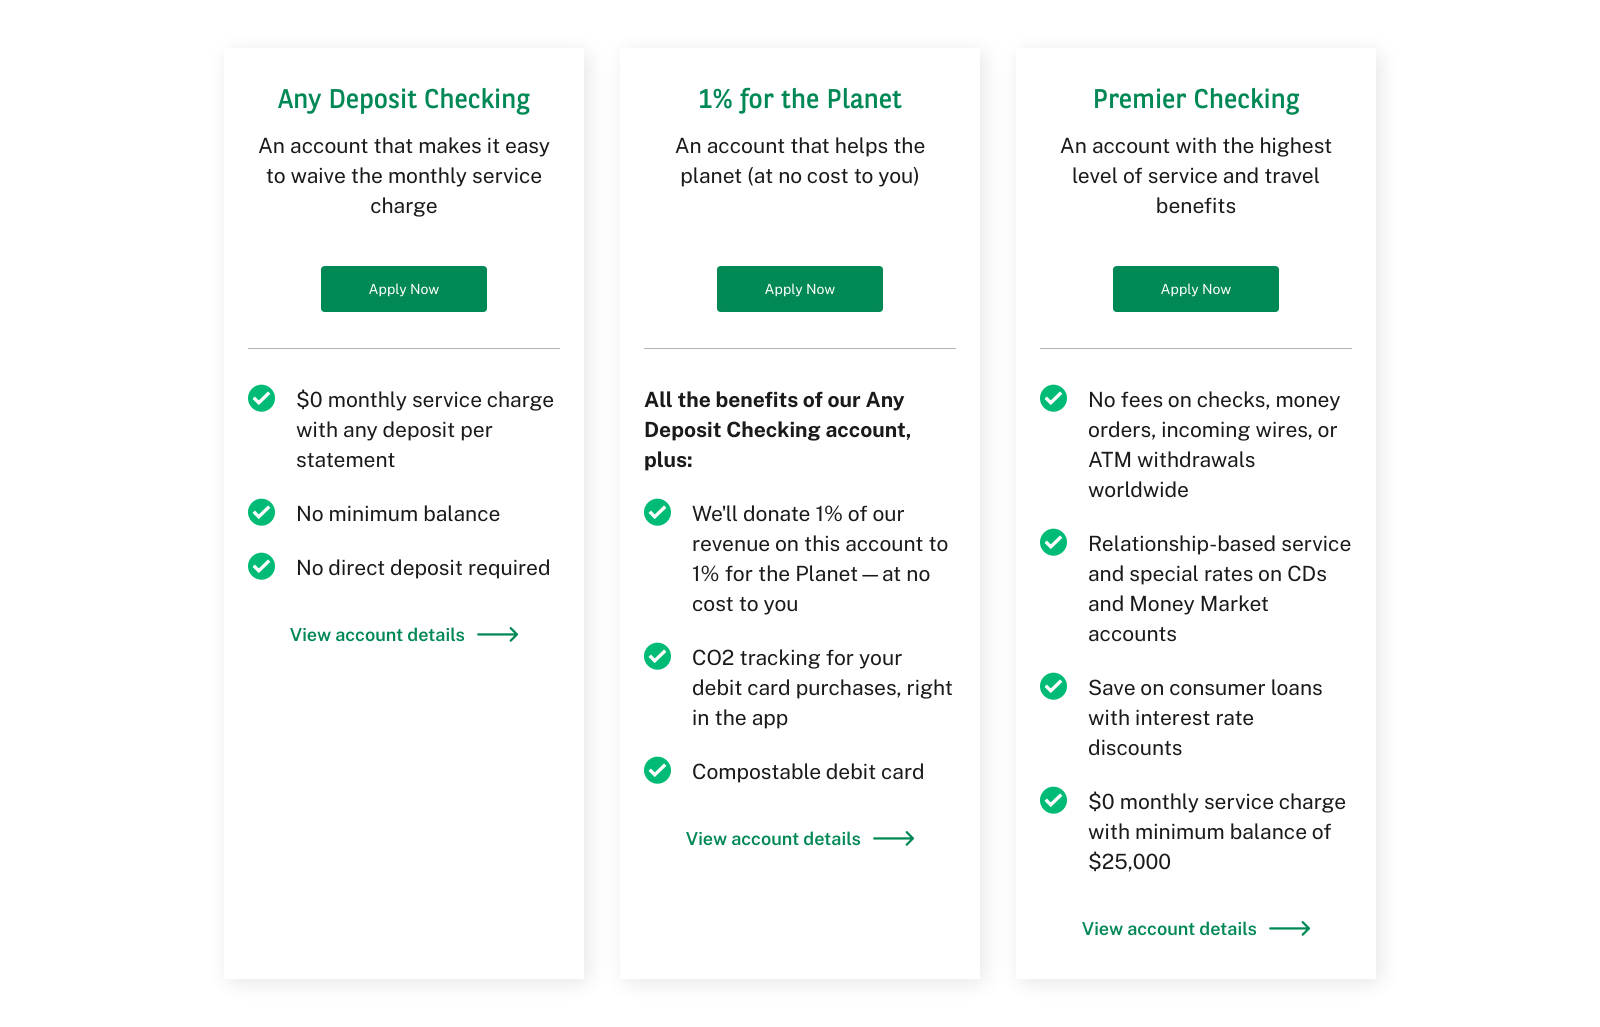 Any Deposit Checking
An account that makes it easy
to waive the monthly service
charge
Apply Now
$0 monthly service charge
with any deposit per
statement
No minimum balance
No direct deposit required
View account details
1% for the Planet
An account that helps the
planet (at no cost to you)
Apply Now
All the benefits of our Any
Deposit Checking account,
plus:
We'll donate 1% of our
revenue on this account to
1% for the Planet—at no
cost to you
CO2 tracking for your
debit card purchases, right
in the app
Compostable debit card
View account details
Premier Checking
An account with the highest
level of service and travel
benefits
Apply Now
No fees on checks, money
orders, incoming wires, or
ATM withdrawals
worldwide
Relationship-based service
and special rates on CDs
and Money Market
accounts
Save on consumer loans
with interest rate
discounts
$0 monthly service charge
with minimum balance of
$25,000
View account details